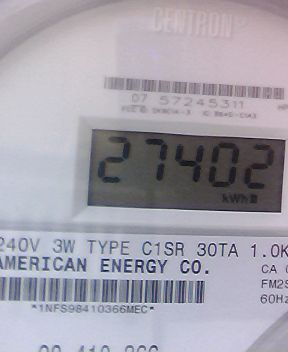 CENTRON®
07 57245311
27402
kWh
240V 3W TYPE C1SR 30TA 1.0K
AMERICAN ENERGY CO.
CA
FM2S
60Hz
*1NFS98410366MEC*